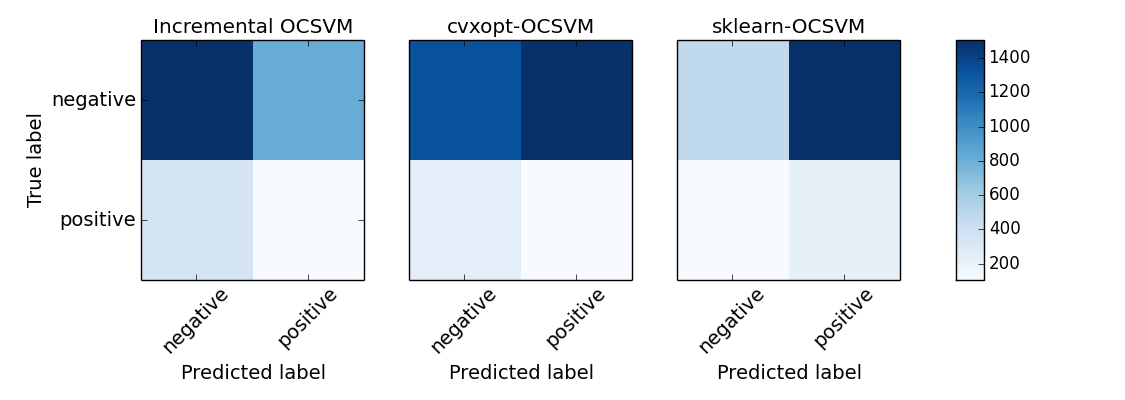 Incremental OCSVM
cvxopt-OCSVM
sklearn-OCSVM
True label
negative
positive
negative
positive
Predicted label
negative
positive
Predicted label
negative
positive
Predicted label
1400
1200
1000
800
600
400
200